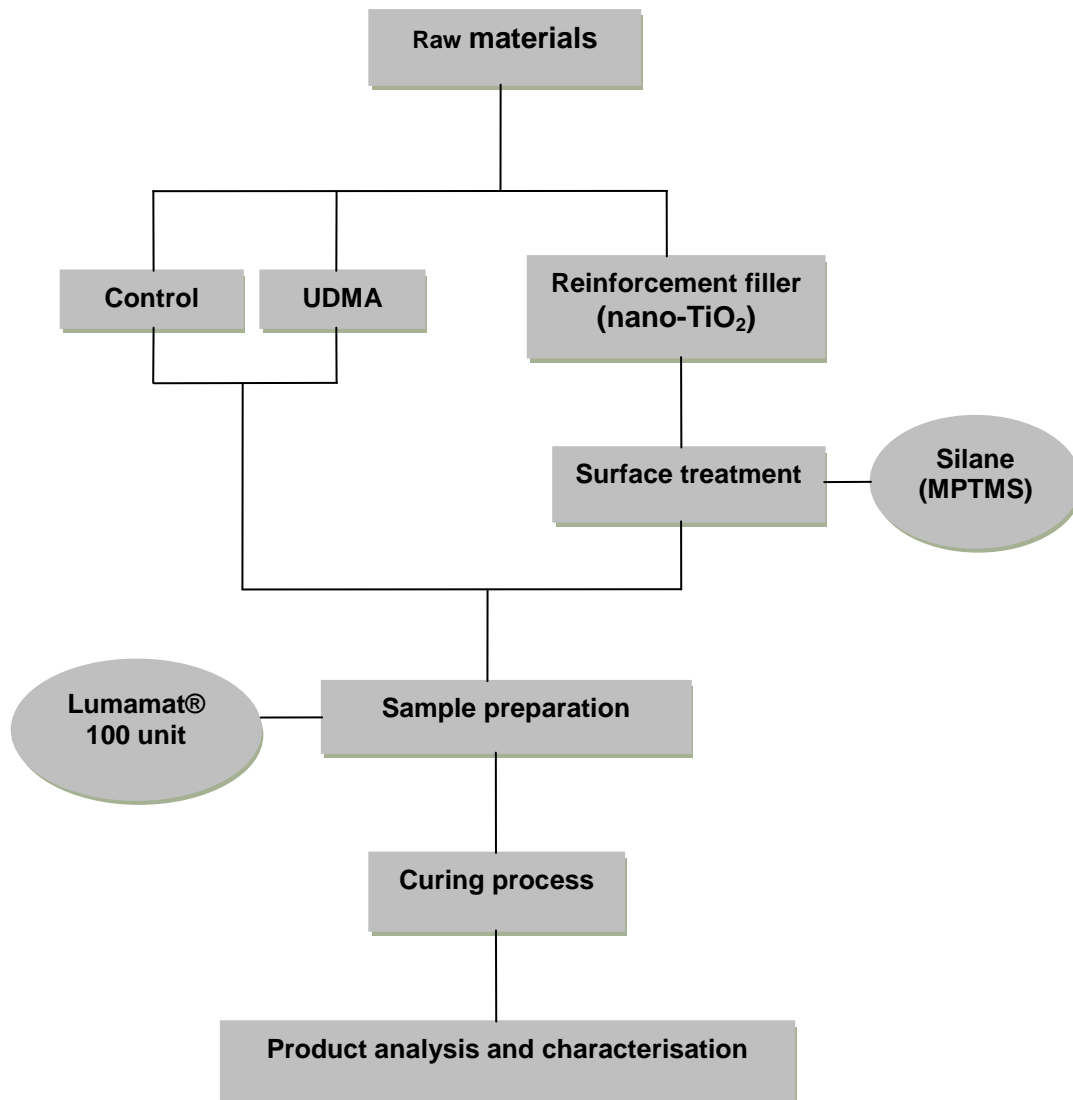 Raw materials
Control
UDMA
Reinforcement filler
(nano-TiO₂)
Surface treatment
Silane
(MPTMS)
Lumamat®
100 unit
Sample preparation
Curing process
Product analysis and characterisation